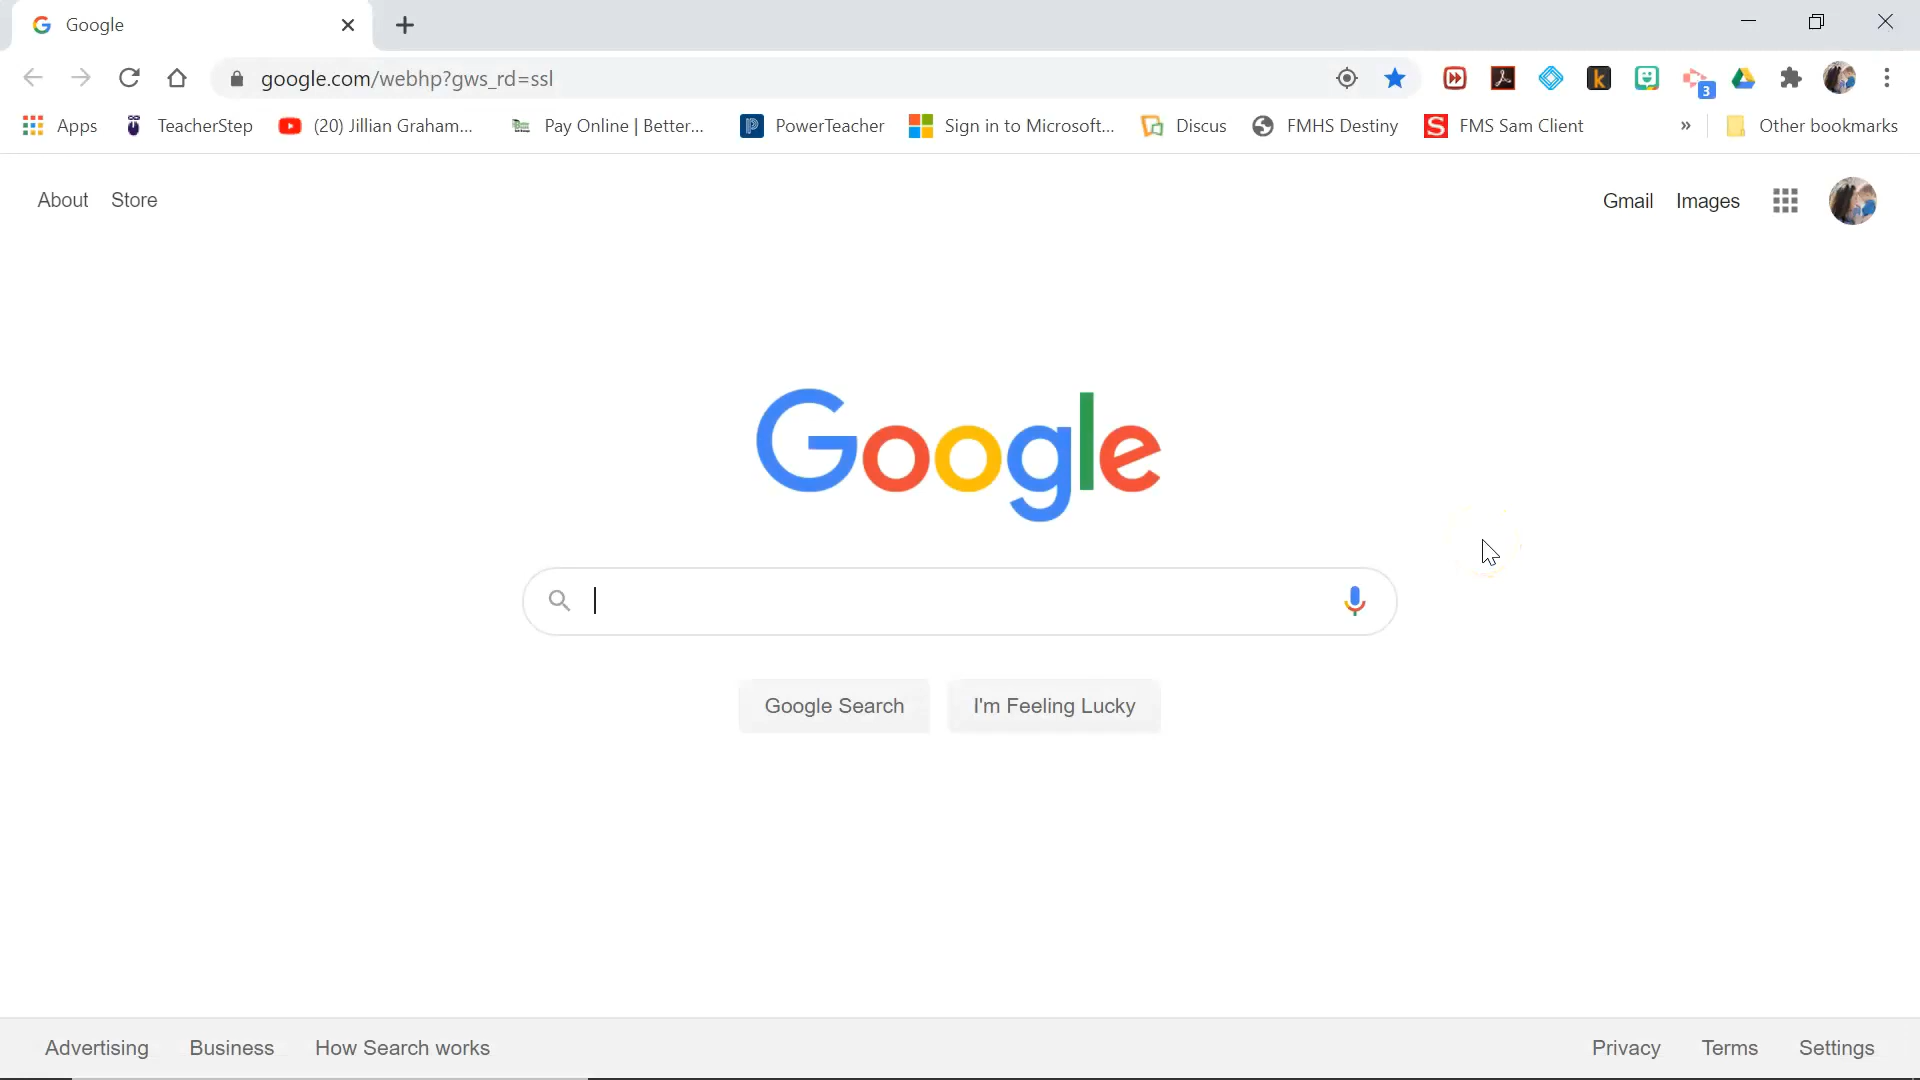 Google
google.com/webhp?gws_rd=ssl
3
Apps TeacherStep (20) Jillian Graham... Pay Online | Better... PowerTeacher Sign in to Microsoft... Discus FMHS Destiny FMS Sam Client » Other bookmarks
About Store Gmail Images
Google
Google Search I'm Feeling Lucky
Advertising Business How Search works Privacy Terms Settings